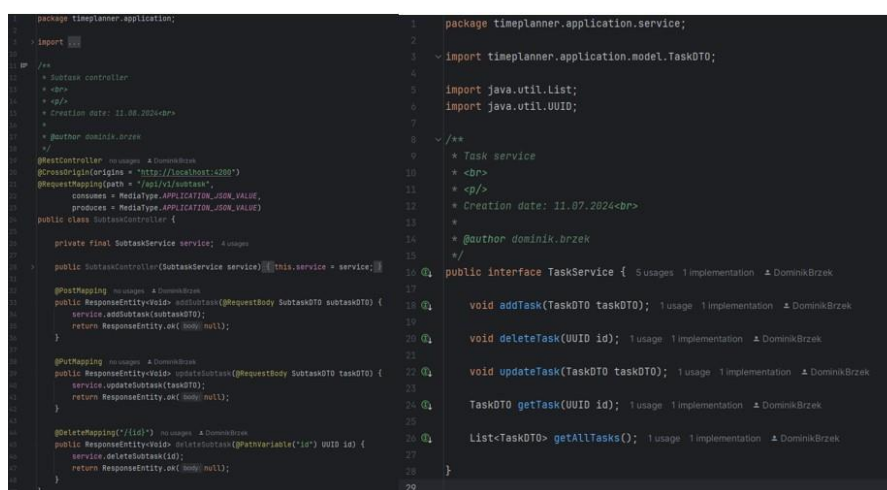 package timeplanner.application;
import ...
/**
* Subtask controller
* <br>
* <p/>
* Creation date: 11.08.2024<br>
*
* @author dominik.brzek
*/
@RestController no usages DominikBrzek
@CrossOrigin(origins = "http://localhost:4200")
@RequestMapping(path = "/api/v1/subtask",
consumes = MediaType.APPLICATION_JSON_VALUE,
produces = MediaType.APPLICATION_JSON_VALUE)
public class SubtaskController {
private final SubtaskService service; 4 usages
public SubtaskController(SubtaskService service) { this.service = service; }
@PostMapping no usages DominikBrzek
public ResponseEntity<Void> addSubtask(@RequestBody SubtaskDTO subtaskDTO) {
service.addSubtask(subtaskDTO);
return ResponseEntity.ok( body: null);
}
@PutMapping no usages DominikBrzek
public ResponseEntity<Void> updateSubtask(@RequestBody SubtaskDTO taskDTO) {
service.updateSubtask(taskDTO);
return ResponseEntity.ok( body: null);
}
@DeleteMapping("/{id}") no usages DominikBrzek
public ResponseEntity<Void> deleteSubtask(@PathVariable("id") UUID id) {
service.deleteSubtask(id);
return ResponseEntity.ok( body: null);
}
1 package timeplanner.application.service;
2
3 import timeplanner.application.model.TaskDTO;
4
5 import java.util.List;
6 import java.util.UUID;
7
8 /**
9 * Task service
10 * <br>
11 * <p/>
12 * Creation date: 11.07.2024<br>
13 *
14 * @author dominik.brzek
15 */
16 public interface TaskService { 5 usages 1 implementation DominikBrzek
17
18 void addTask(TaskDTO taskDTO); 1 usage 1 implementation DominikBrzek
19
20 void deleteTask(UUID id); 1 usage 1 implementation DominikBrzek
21
22 void updateTask(TaskDTO taskDTO); 1 usage 1 implementation DominikBrzek
23
24 TaskDTO getTask(UUID id); 1 usage 1 implementation DominikBrzek
25
26 List<TaskDTO> getAllTasks(); 1 usage 1 implementation DominikBrzek
27
28 }
29